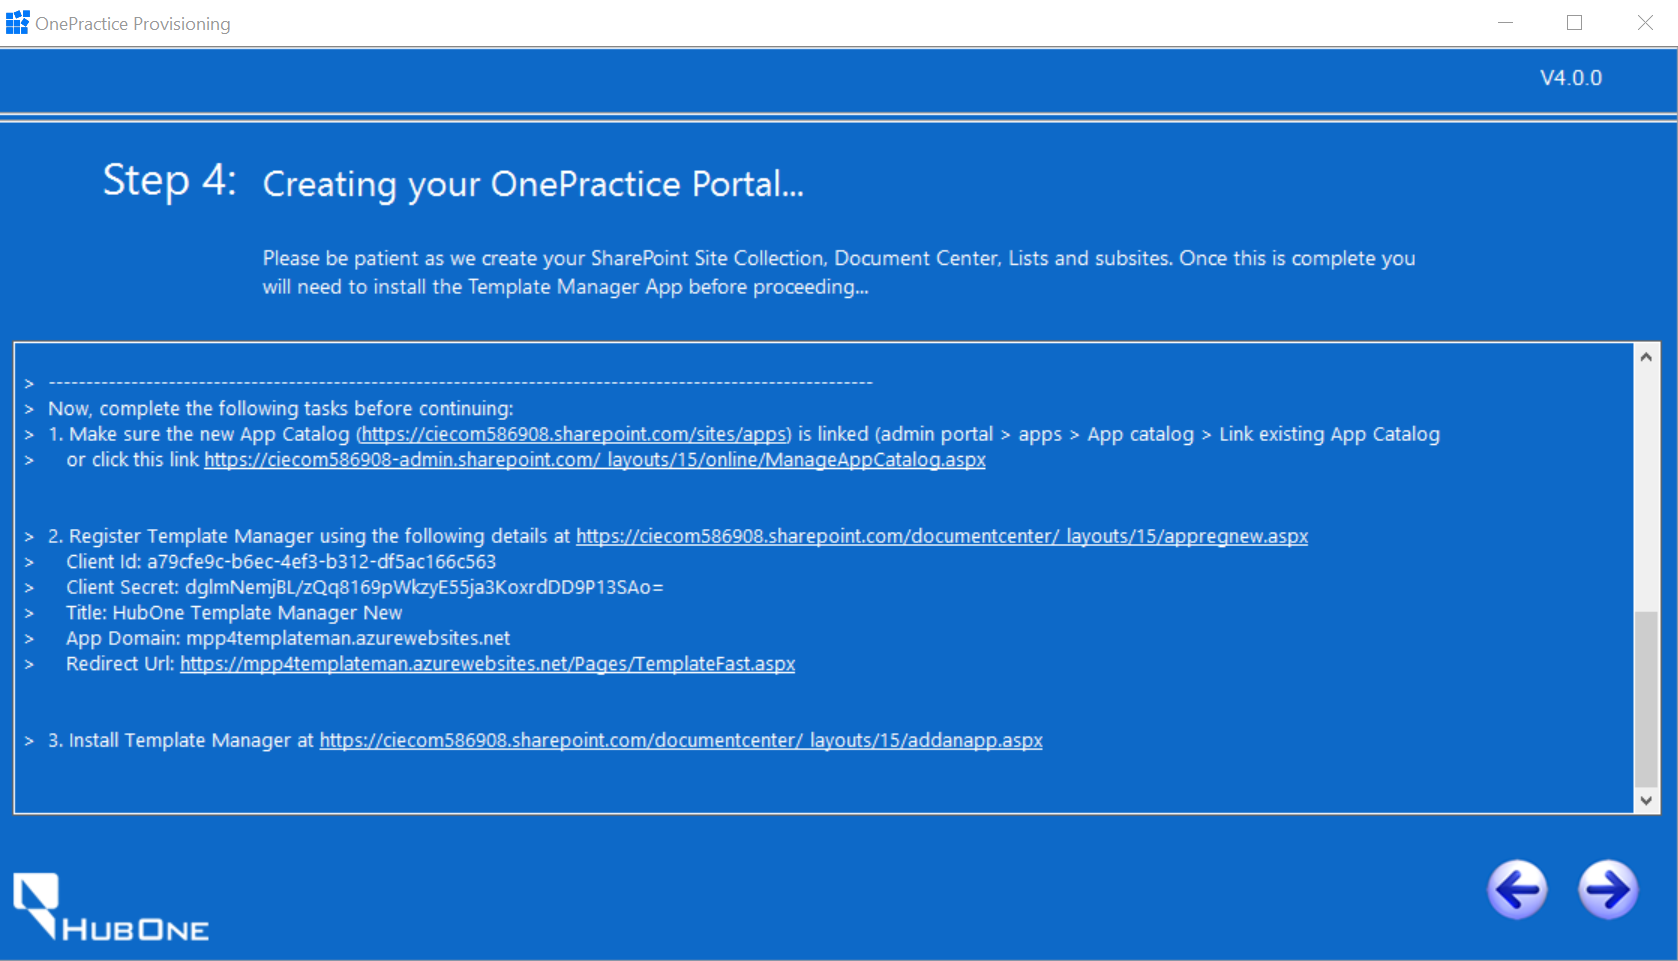 OnePractice Provisioning
V4.0.0
Step 4: Creating your OnePractice Portal...
Please be patient as we create your SharePoint Site Collection, Document Center, Lists and subsites. Once this is complete you
will need to install the Template Manager App before proceeding...
> --------------------------------------------------------------------------------------------------------------
> Now, complete the following tasks before continuing:
> 1. Make sure the new App Catalog (https://ciecom586908.sharepoint.com/sites/apps) is linked (admin portal > apps > App catalog > Link existing App Catalog
> or click this link https://ciecom586908-admin.sharepoint.com/_layouts/15/online/ManageAppCatalog.aspx
> 2. Register Template Manager using the following details at https://ciecom586908.sharepoint.com/documentcenter/_layouts/15/appregnew.aspx
> Client Id: a79cfe9c-b6ec-4ef3-b312-df5ac166c563
> Client Secret: dglmNemjBL/zQq8169pWkzyE55ja3KoxrdDD9P13SAo=
> Title: HubOne Template Manager New
> App Domain: mpp4templateman.azurewebsites.net
> Redirect Url: https://mpp4templateman.azurewebsites.net/Pages/TemplateFast.aspx
> 3. Install Template Manager at https://ciecom586908.sharepoint.com/documentcenter/_layouts/15/addanapp.aspx
HUBONE